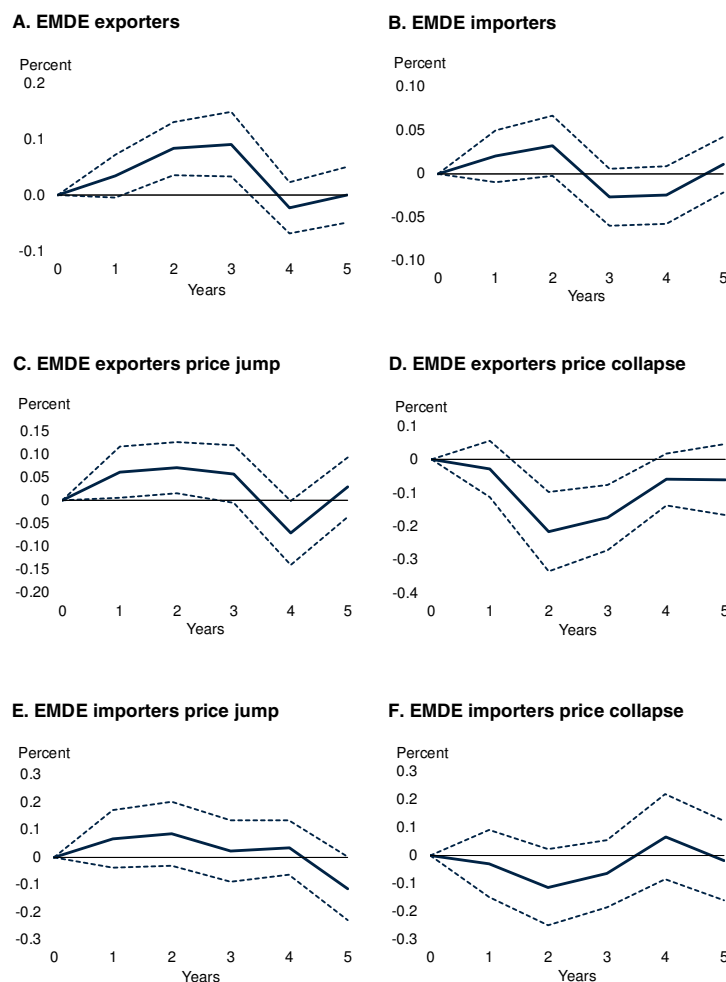 A. EMDE exporters
Percent
0.2
0.1
0.0
-0.1
0 1 2 3 4 5
Years
B. EMDE importers
Percent
0.10
0.05
0
-0.05
-0.10
0 1 2 3 4 5
Years
C. EMDE exporters price jump
Percent
0.15
0.10
0.05
0
-0.05
-0.10
-0.15
-0.20
0 1 2 3 4 5
Years
D. EMDE exporters price collapse
Percent
0.1
0
-0.1
-0.2
-0.3
-0.4
0 1 2 3 4 5
Years
E. EMDE importers price jump
Percent
0.3
0.2
0.1
0
-0.1
-0.2
-0.3
0 1 2 3 4 5
Years
F. EMDE importers price collapse
Percent
0.3
0.2
0.1
0
-0.1
-0.2
-0.3
0 1 2 3 4 5
Years